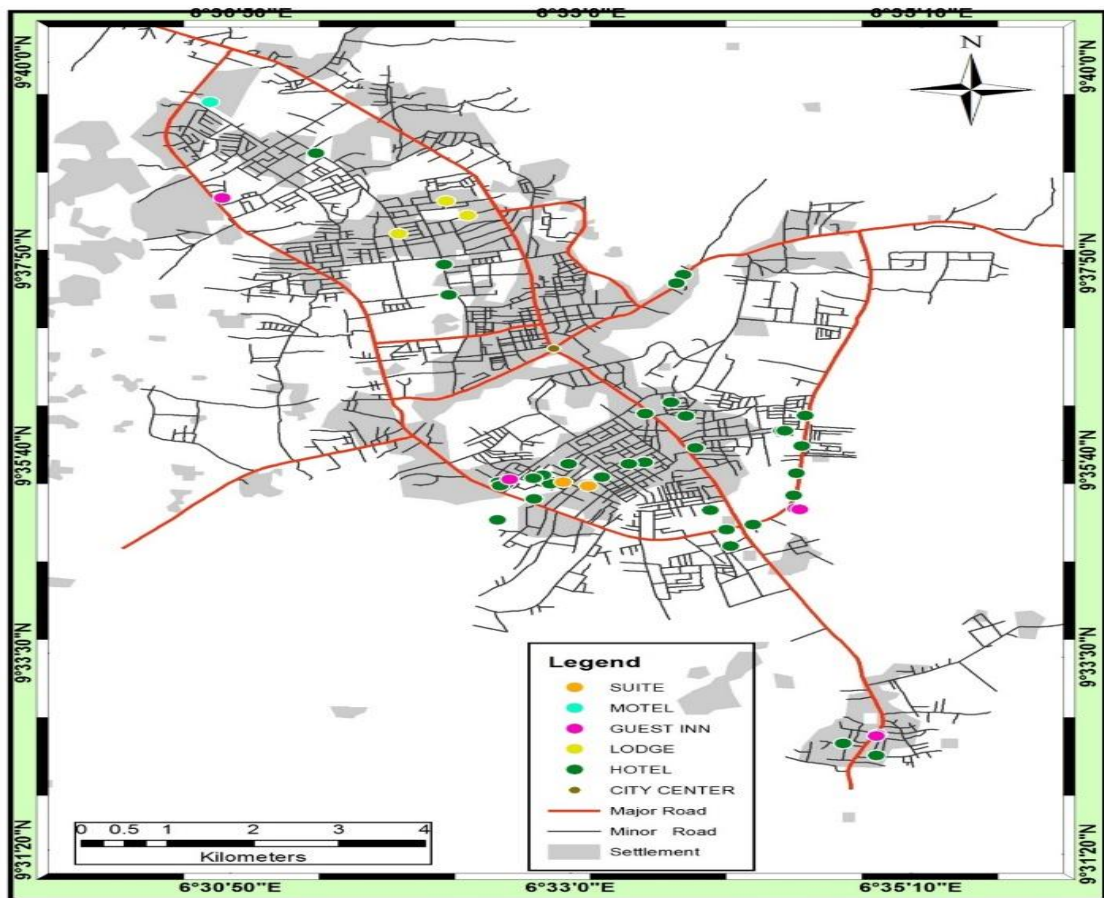 6°30'50"E 6°33'0"E 6°35'10"E
N
9°40'0"N
9°40'0"N
9°37'50"N
9°37'50"N
9°35'40"N
9°35'40"N
9°33'30"N
9°33'30"N
9°31'20"N
9°31'20"N
Legend
SUITE
MOTEL
GUEST INN
LODGE
HOTEL
CITY CENTER
Major Road
Minor Road
Settlement
0 0.5 1 2 3 4
Kilometers
6°30'50"E 6°33'0"E 6°35'10"E